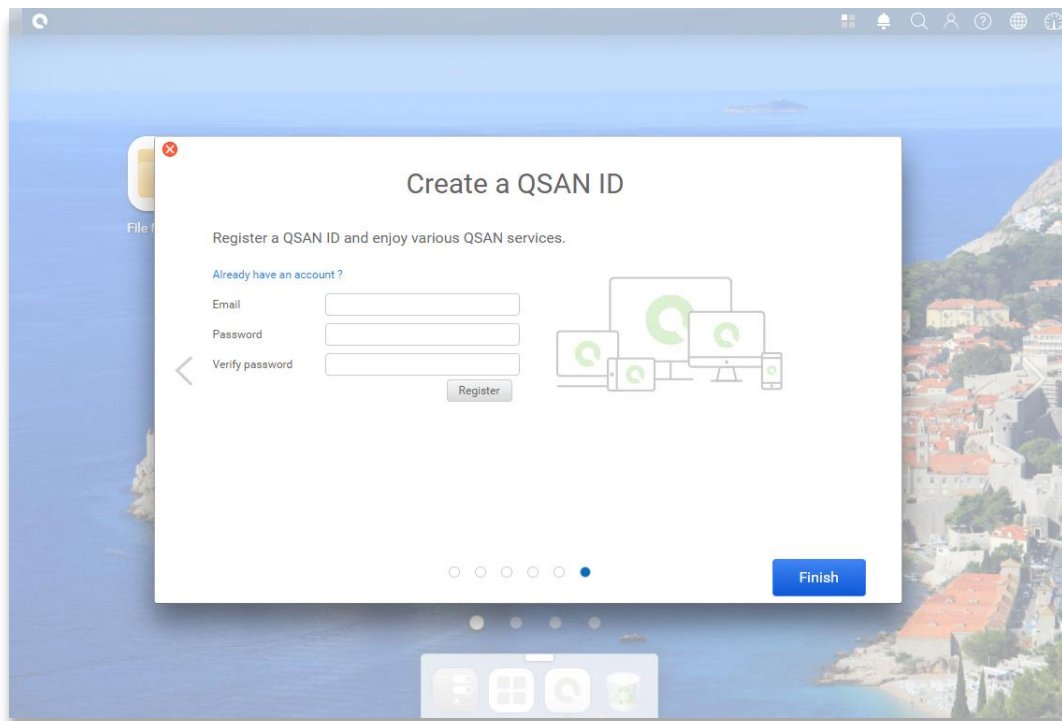 Create a QSAN ID
File M
Register a QSAN ID and enjoy various QSAN services.
Already have an account ?
Email
Password
Verify password
Register
Finish